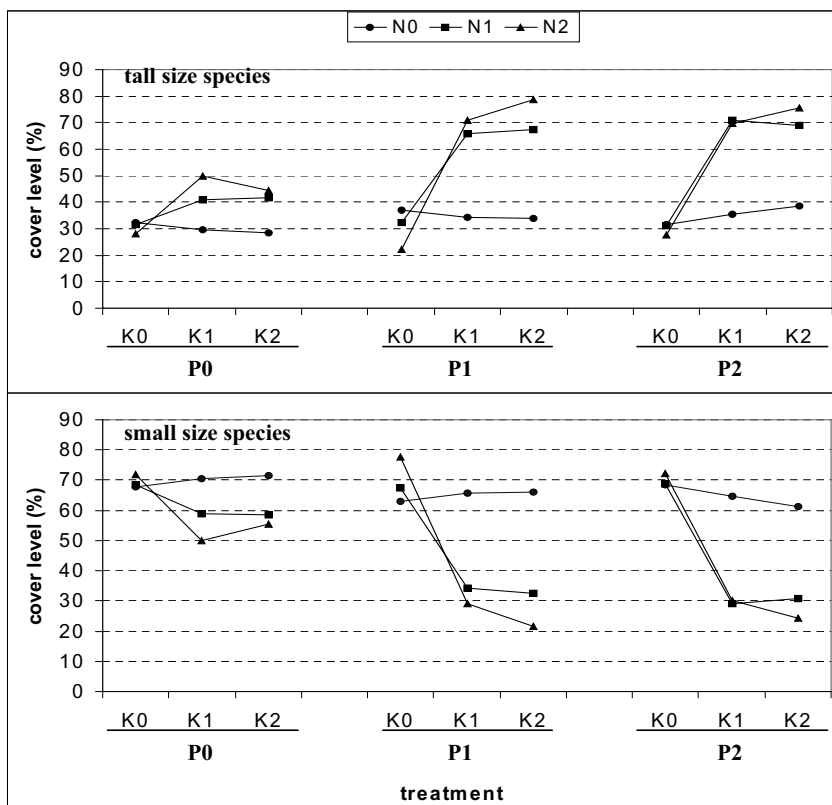 N0 N1 N2
tall size species
cover level (%)
90
80
70
60
50
40
30
20
10
0
K0 K1 K2 K0 K1 K2 K0 K1 K2
P0 P1 P2
small size species
cover level (%)
90
80
70
60
50
40
30
20
10
0
K0 K1 K2 K0 K1 K2 K0 K1 K2
P0 P1 P2
treatment